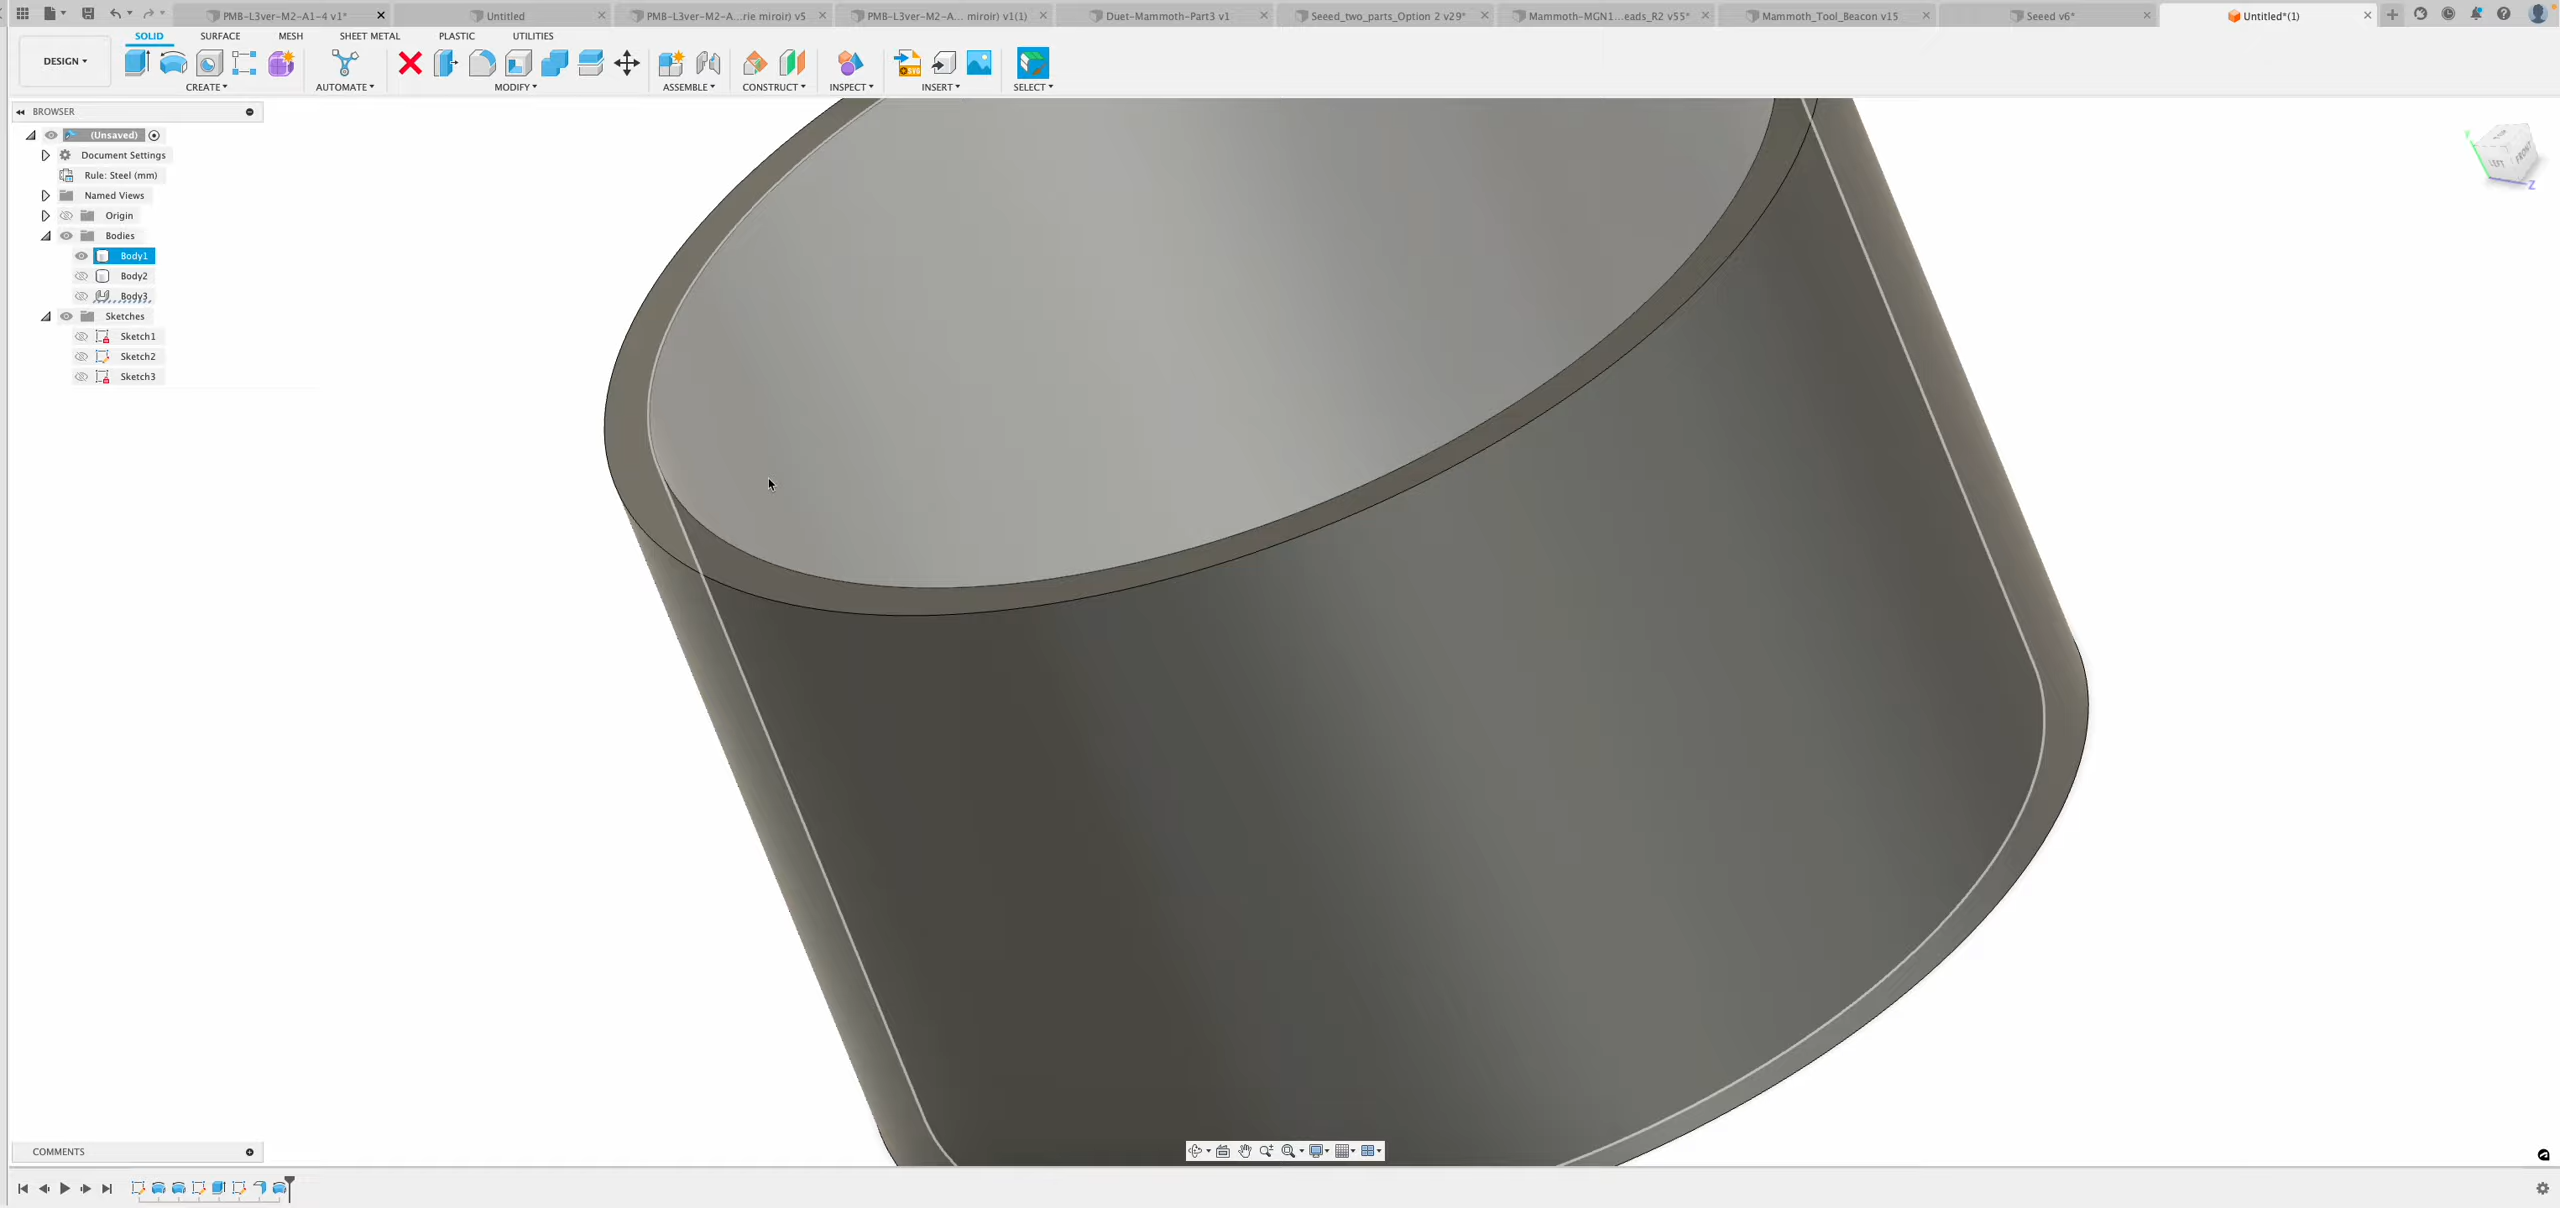 PMB-L3ver-M2-A1-4 v1*
Untitled
PMB-L3ver-M2-A...rie miroir) v5
PMB-L3ver-M2-A... miroir) v1(1)
Duet-Mammoth-Part3 v1
Seeed_two_parts_Option 2 v29*
Mammoth-MGN1...eads_R2 v55*
Mammoth_Tool_Beacon v15
Seeed v6*
Untitled*(1)
SOLID
SURFACE
MESH
SHEET METAL
PLASTIC
UTILITIES
DESIGN
CREATE
AUTOMATE
MODIFY
ASSEMBLE
CONSTRUCT
INSPECT
INSERT
SELECT
BROWSER
(Unsaved)
Document Settings
Rule: Steel (mm)
Named Views
Origin
Bodies
Body1
Body2
Body3
Sketches
Sketch1
Sketch2
Sketch3
LEFT
FRONT
Z
COMMENTS